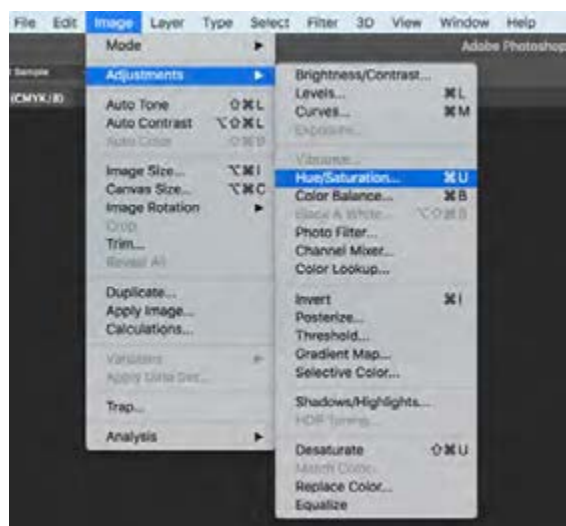 File Edit Image Layer Type Select Filter 3D View Window Help
Adobe Photoshop
(CMYK/8)
Mode
Adjustments
Auto Tone ⇧⌘L
Auto Contrast ⌥⇧⌘L
Auto Color ⇧⌘B
Image Size... ⌥⌘I
Canvas Size... ⌥⌘C
Image Rotation
Crop
Trim...
Reveal All
Duplicate...
Apply Image...
Calculations...
Variables
Apply Data Set...
Trap...
Analysis
Brightness/Contrast...
Levels... ⌘L
Curves... ⌘M
Exposure...
Vibrance...
Hue/Saturation... ⌘U
Color Balance... ⌘B
Black & White... ⌥⇧⌘B
Photo Filter...
Channel Mixer...
Color Lookup...
Invert ⌘I
Posterize...
Threshold...
Gradient Map...
Selective Color...
Shadows/Highlights...
HDR Toning...
Desaturate ⇧⌘U
Match Color...
Replace Color...
Equalize